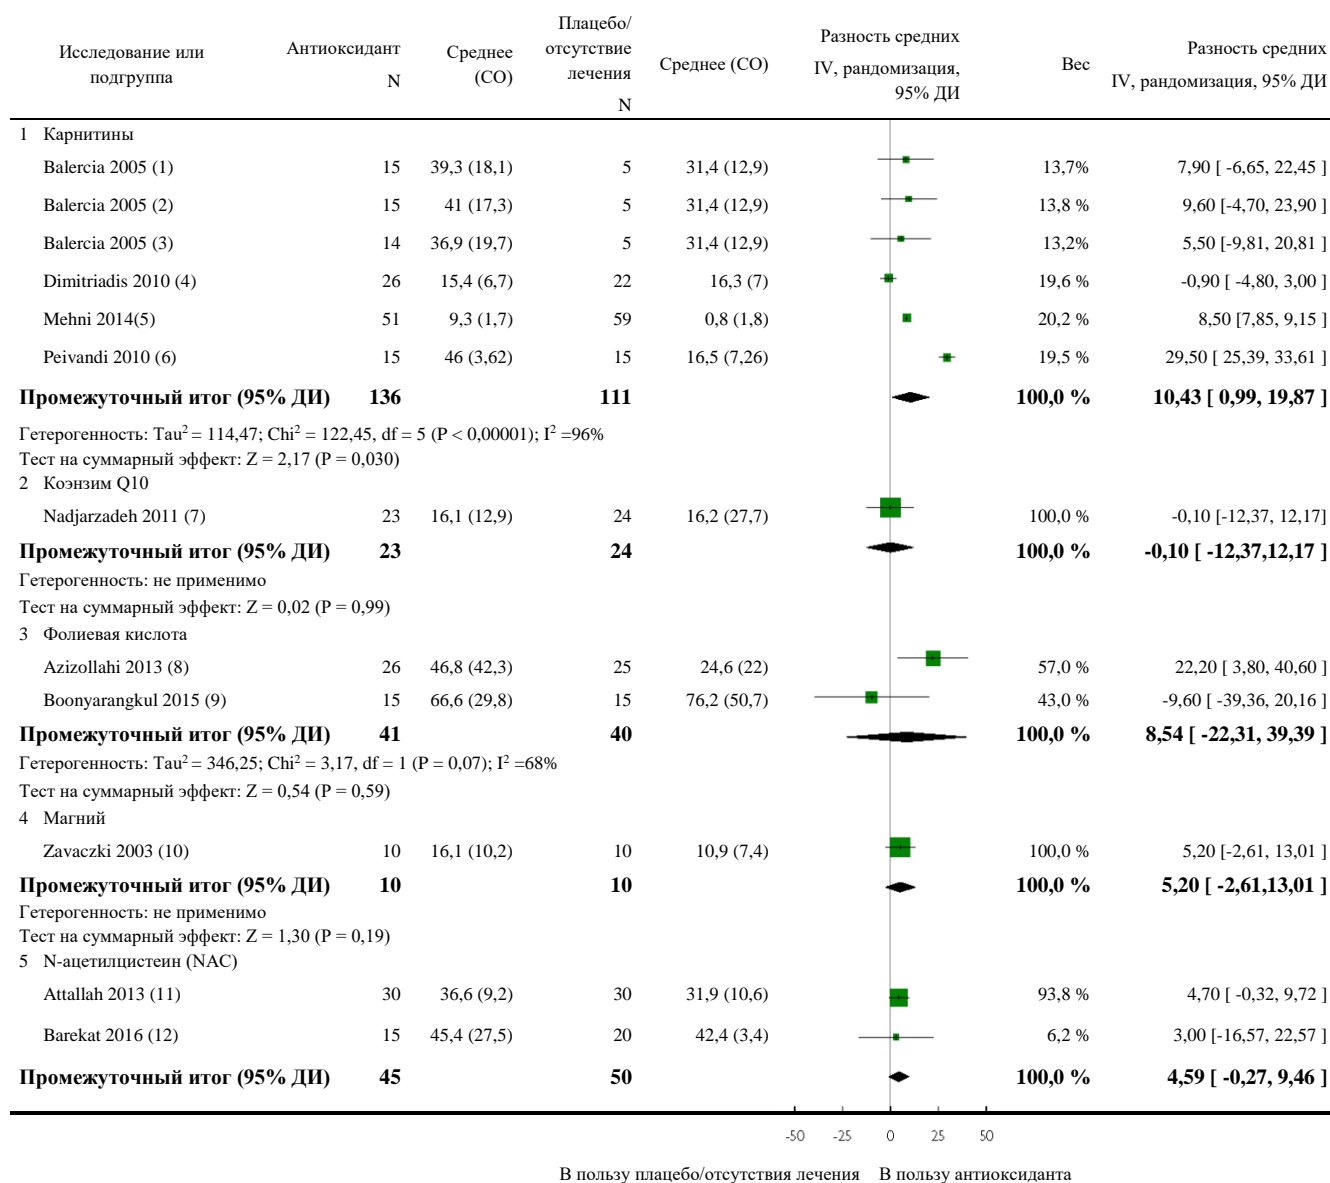 Исследование или подгруппа Антиоксидант N Среднее (СО) Плацебо/ отсутствие лечения N Среднее (СО) Разность средних IV, рандомизация, 95% ДИ Вес Разность средних IV, рандомизация, 95% ДИ
1 Карнитины
Balercia 2005 (1) 15 39,3 (18,1) 5 31,4 (12,9) 13,7% 7,90 [ -6,65, 22,45 ]
Balercia 2005 (2) 15 41 (17,3) 5 31,4 (12,9) 13,8 % 9,60 [-4,70, 23,90 ]
Balercia 2005 (3) 14 36,9 (19,7) 5 31,4 (12,9) 13,2% 5,50 [-9,81, 20,81 ]
Dimitriadis 2010 (4) 26 15,4 (6,7) 22 16,3 (7) 19,6 % -0,90 [ -4,80, 3,00 ]
Mehni 2014(5) 51 9,3 (1,7) 59 0,8 (1,8) 20,2 % 8,50 [7,85, 9,15 ]
Peivandi 2010 (6) 15 46 (3,62) 15 16,5 (7,26) 19,5 % 29,50 [ 25,39, 33,61 ]
Промежуточный итог (95% ДИ) 136 111 100,0 % 10,43 [ 0,99, 19,87 ]
Гетерогенность: Tau² = 114,47; Chi² = 122,45, df = 5 (P < 0,00001); I² =96%
Тест на суммарный эффект: Z = 2,17 (P = 0,030)
2 Коэнзим Q10
Nadjarzadeh 2011 (7) 23 16,1 (12,9) 24 16,2 (27,7) 100,0 % -0,10 [-12,37, 12,17]
Промежуточный итог (95% ДИ) 23 24 100,0 % -0,10 [ -12,37,12,17 ]
Гетерогенность: не применимо
Тест на суммарный эффект: Z = 0,02 (P = 0,99)
3 Фолиевая кислота
Azizollahi 2013 (8) 26 46,8 (42,3) 25 24,6 (22) 57,0 % 22,20 [ 3,80, 40,60 ]
Boonyarangkul 2015 (9) 15 66,6 (29,8) 15 76,2 (50,7) 43,0 % -9,60 [ -39,36, 20,16 ]
Промежуточный итог (95% ДИ) 41 40 100,0 % 8,54 [ -22,31, 39,39 ]
Гетерогенность: Tau² = 346,25; Chi² = 3,17, df = 1 (P = 0,07); I² =68%
Тест на суммарный эффект: Z = 0,54 (P = 0,59)
4 Магний
Zavaczki 2003 (10) 10 16,1 (10,2) 10 10,9 (7,4) 100,0 % 5,20 [-2,61, 13,01 ]
Промежуточный итог (95% ДИ) 10 10 100,0 % 5,20 [ -2,61,13,01 ]
Гетерогенность: не применимо
Тест на суммарный эффект: Z = 1,30 (P = 0,19)
5 N-ацетилцистеин (NAC)
Attallah 2013 (11) 30 36,6 (9,2) 30 31,9 (10,6) 93,8 % 4,70 [ -0,32, 9,72 ]
Barekat 2016 (12) 15 45,4 (27,5) 20 42,4 (3,4) 6,2 % 3,00 [-16,57, 22,57 ]
Промежуточный итог (95% ДИ) 45 50 100,0 % 4,59 [ -0,27, 9,46 ]
-50 -25 0 25 50
В пользу плацебо/отсутствия лечения В пользу антиоксиданта